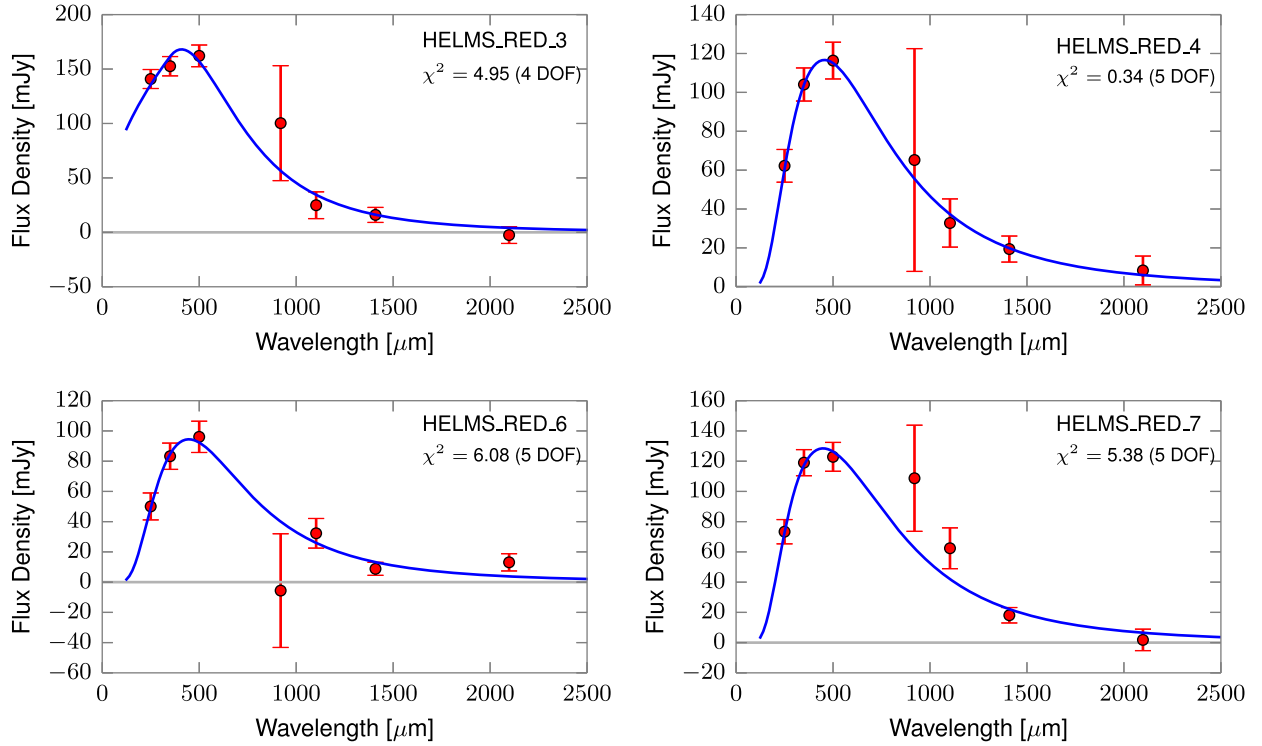 200
150
100
50
0
−50
Flux Density [mJy]
HELMS_RED_3
χ² = 4.95 (4 DOF)
0 500 1000 1500 2000 2500
Wavelength [μm]
140
120
100
80
60
40
20
0
Flux Density [mJy]
HELMS_RED_4
χ² = 0.34 (5 DOF)
0 500 1000 1500 2000 2500
Wavelength [μm]
120
100
80
60
40
20
0
−20
−40
−60
Flux Density [mJy]
HELMS_RED_6
χ² = 6.08 (5 DOF)
0 500 1000 1500 2000 2500
Wavelength [μm]
160
140
120
100
80
60
40
20
0
−20
Flux Density [mJy]
HELMS_RED_7
χ² = 5.38 (5 DOF)
0 500 1000 1500 2000 2500
Wavelength [μm]